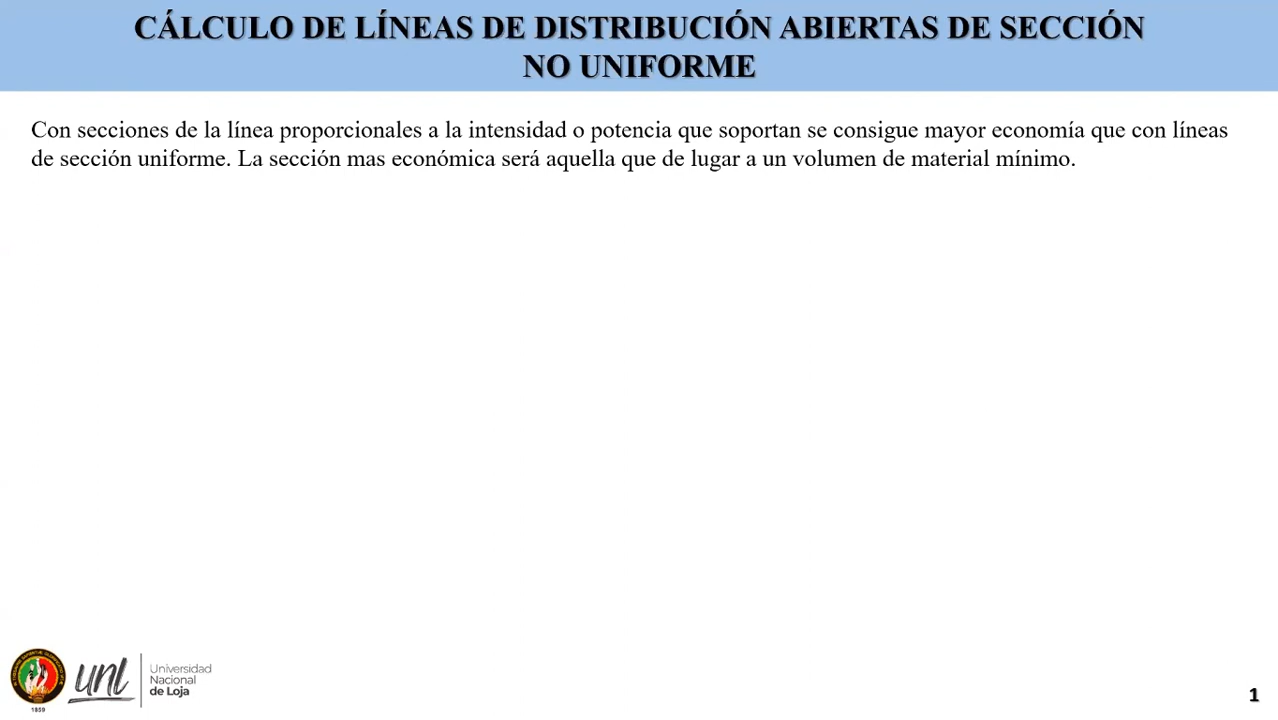 CÁLCULO DE LÍNEAS DE DISTRIBUCIÓN ABIERTAS DE SECCIÓN
NO UNIFORME
Con secciones de la línea proporcionales a la intensidad o potencia que soportan se consigue mayor economía que con líneas
de sección uniforme. La sección mas económica será aquella que de lugar a un volumen de material mínimo.
unl
Universidad
Nacional
de Loja
1859
1